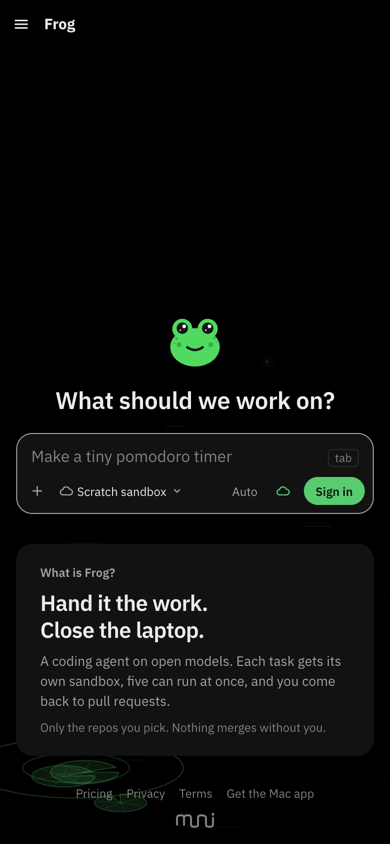 Frog
What should we work on?
Make a tiny pomodoro timer
tab
Scratch sandbox
Auto
Sign in
What is Frog?
Hand it the work.
Close the laptop.
A coding agent on open models. Each task gets its
own sandbox, five can run at once, and you come
back to pull requests.
Only the repos you pick. Nothing merges without you.
Pricing Privacy Terms Get the Mac app
muni